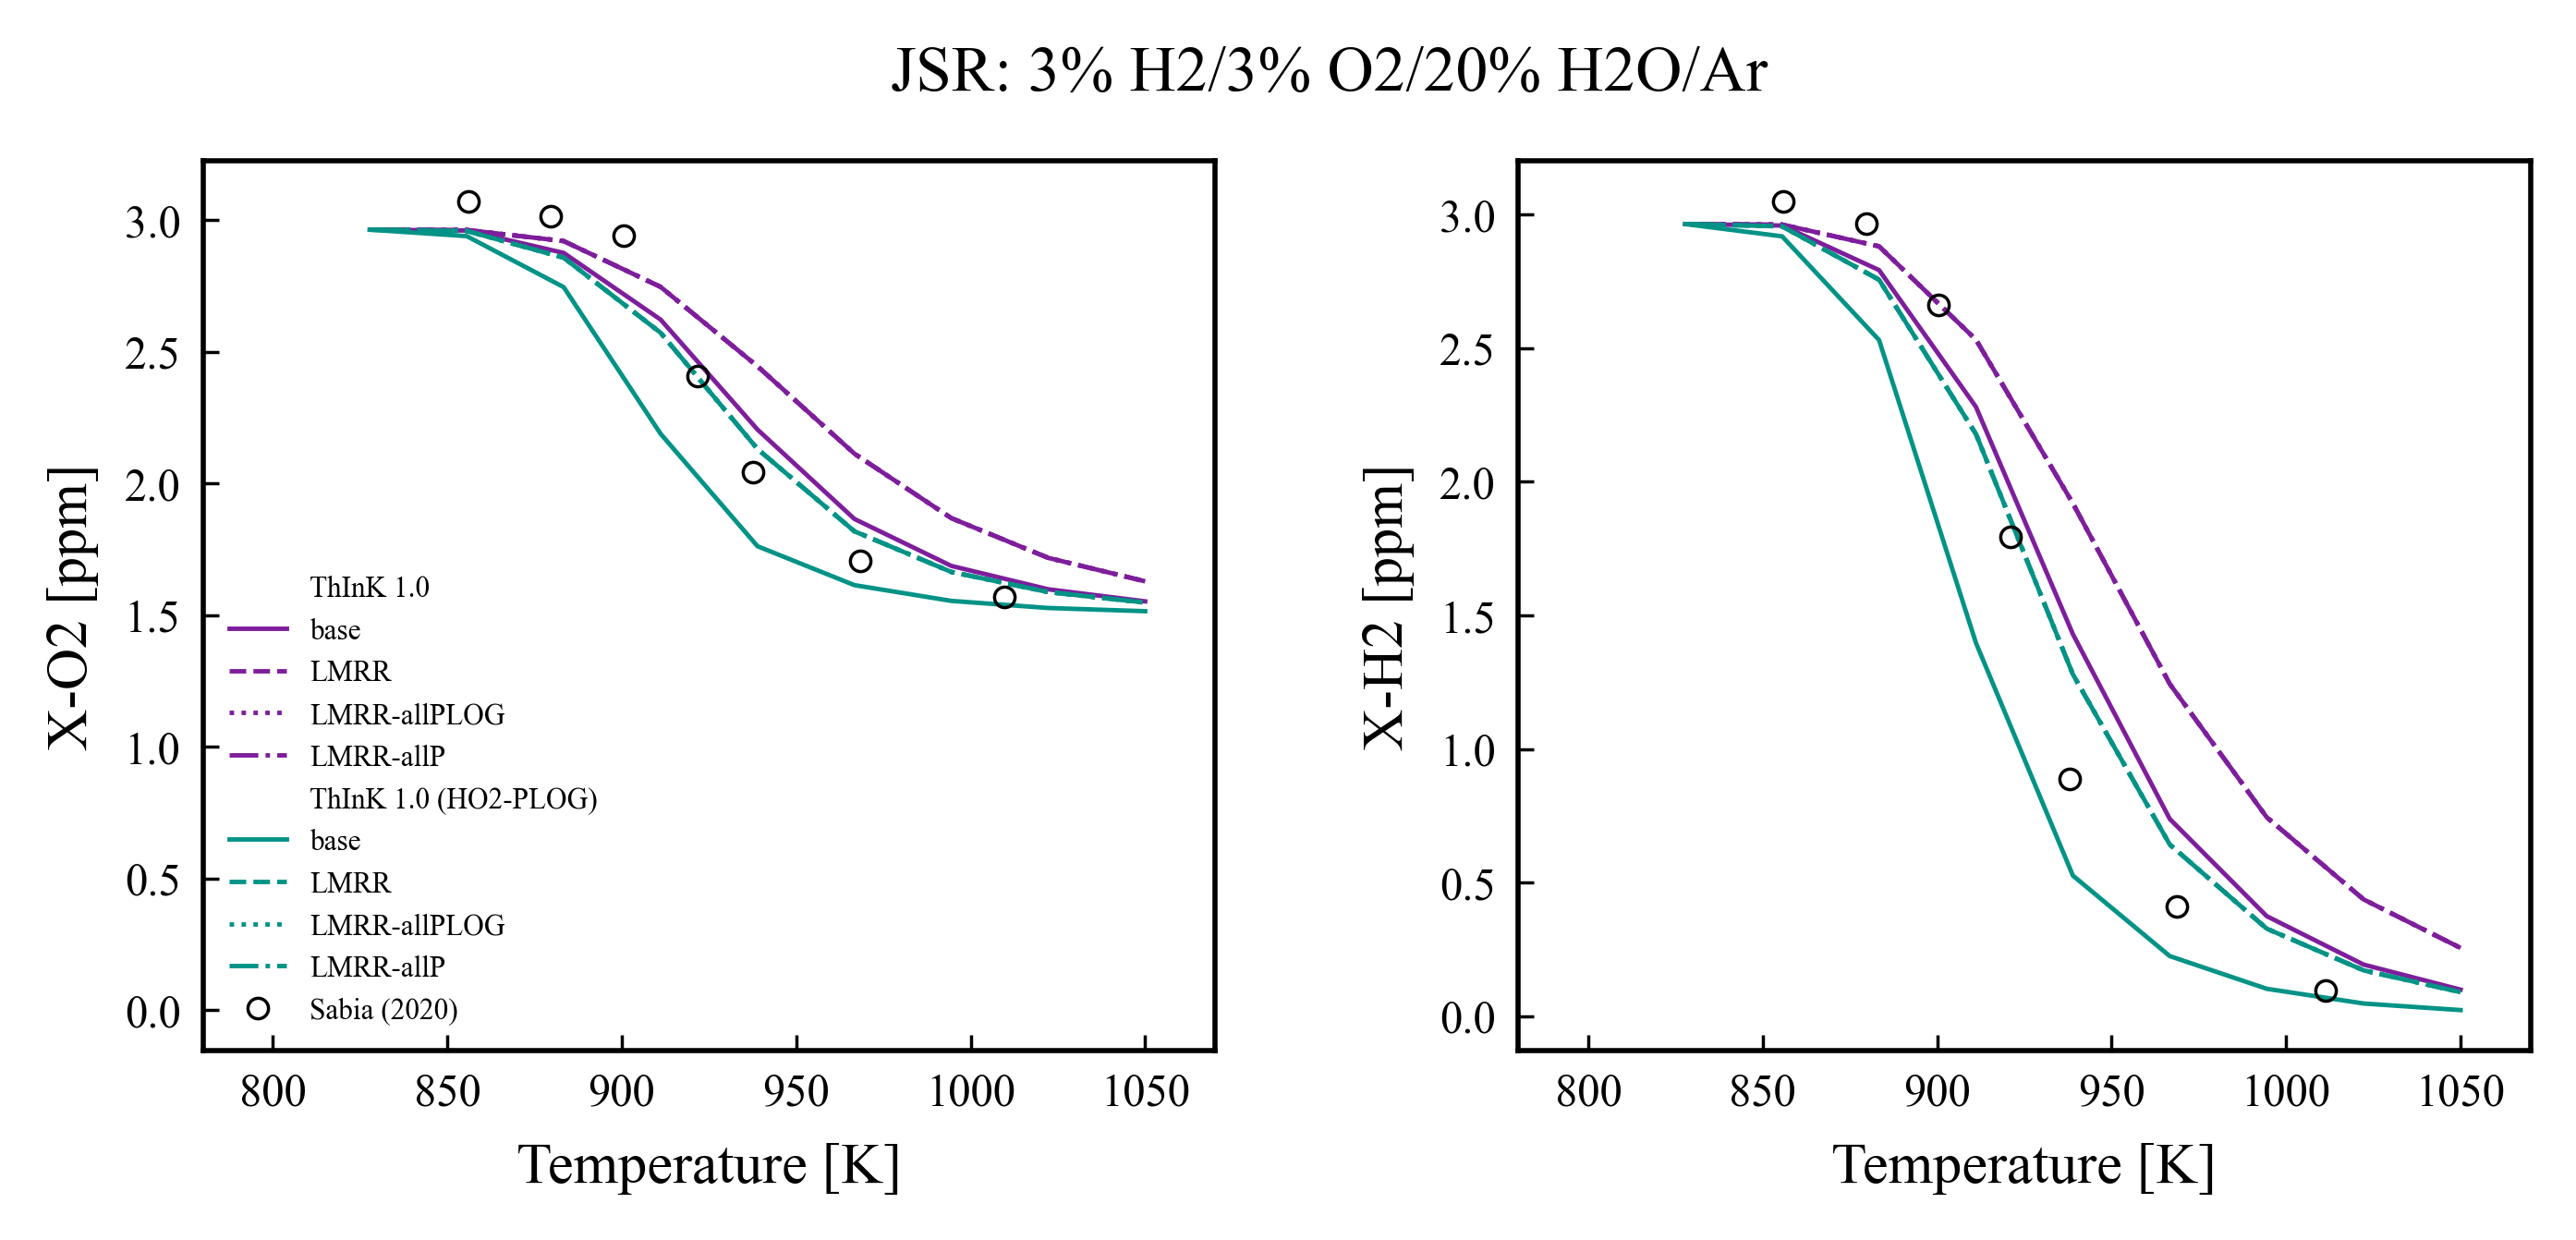 JSR: 3% H2/3% O2/20% H2O/Ar
X-O2 [ppm]
3.0
2.5
2.0
1.5
1.0
0.5
0.0
ThInK 1.0
base
LMRR
LMRR-allPLOG
LMRR-allP
ThInK 1.0 (HO2-PLOG)
base
LMRR
LMRR-allPLOG
LMRR-allP
Sabia (2020)
800 850 900 950 1000 1050
Temperature [K]
X-H2 [ppm]
3.0
2.5
2.0
1.5
1.0
0.5
0.0
800 850 900 950 1000 1050
Temperature [K]